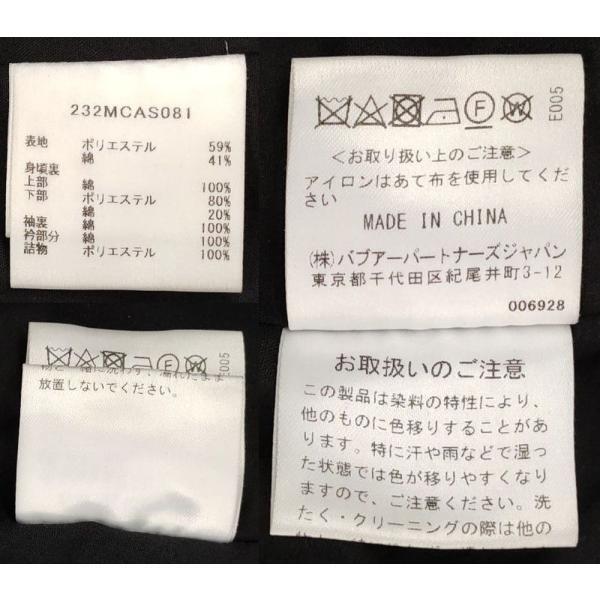 232MCAS081
表地 ポリエステル 59%
綿 41%
身頃裏
上部 綿 100%
下部 ポリエステル 80%
綿 20%
袖裏 綿 100%
衿部分 綿 100%
詰物 ポリエステル 100%
E005
<お取り扱い上のご注意>
アイロンはあて布を使用してくだ
さい
MADE IN CHINA
(株)バブアーパートナーズジャパン
東京都千代田区紀尾井町3-12
006928
E005
放置しないでください。
お取扱いのご注意
この製品は染料の特性により、
他のものに色移りすることがあ
ります。特に汗や雨などで湿っ
た状態では色が移りやすくなり
ますので、ご注意ください。洗
たく・クリーニングの際は他の